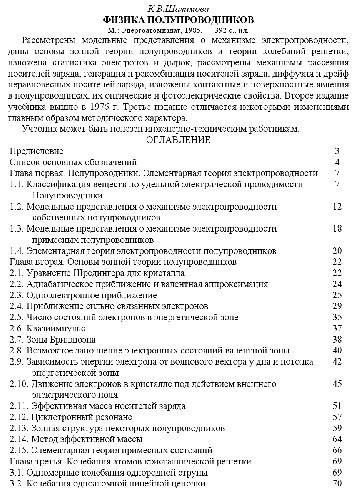 К.В.Шалимова
ФИЗИКА ПОЛУПРОВОДНИКОВ
М.: Энергоатомиздат, 1985. — 392 с., ил.
Рассмотрены модельные представления о механизме электропроводности,
даны основы зонной теории полупроводников и теории колебаний решетки,
изложена статистика электронов и дырок, рассмотрены механизмы рассеяния
носителей заряда, генерация и рекомбинация носителей заряда, диффузия и дрейф
неравновесных носителей заряда, изложены контактные и поверхностные явления
в полупроводниках, их оптические и фотоэлектрические свойства. Второе издание
учебника вышло в 1976 г. Третье издание отличается некоторыми изменениями
главным образом методического характера.
Учебник может быть полезен инженерно-техническим работникам.
ОГЛАВЛЕНИЕ
Предисловие 3
Список основных обозначений 4
Глава первая. Полупроводники. Элементарная теория электропроводности 7
1.1. Классификация веществ по удельной электрической проводимости. 7
Полупроводники
1.2. Модельные представления о механизме электропроводности 12
собственных полупроводников
1.3. Модельные представления о механизме электропроводности 18
примесных полупроводников
1.4. Элементарная теория электропроводности полупроводников 20
Глава вторая. Основы зонной теории полупроводников 22
2.1. Уравнение Шредингера для кристалла 22
2.2. Адиабатическое приближение и валентная аппроксимация 24
2.3. Одноэлектронное приближение 25
2.4. Приближение сильно связанных электронов 29
2.5. Число состояний электронов в энергетической зоне 35
2.6. Квазиимпульс 37
2.7. Зоны Бриллюэна 38
2.8. Возможное заполнение электронных состояний валентной зоны 40
2.9. Зависимость энергии электрона от волнового вектора у дна и потолка 42
энергетической зоны
2.10. Движение электронов в кристалле под действием внешнего 45
электрического поля
2.11. Эффективная масса носителей заряда 51
2.12. Циклотронный резонанс 57
2.13. Зонная структура некоторых полупроводников 59
2.14. Метод эффективной массы 64
2.15. Элементарная теория примесных состояний 66
Глава третья. Колебания атомов кристаллической решетки 69
3.1. Одномерные колебания однородной струны 69
3.2. Колебания одноатомной линейной цепочки 70